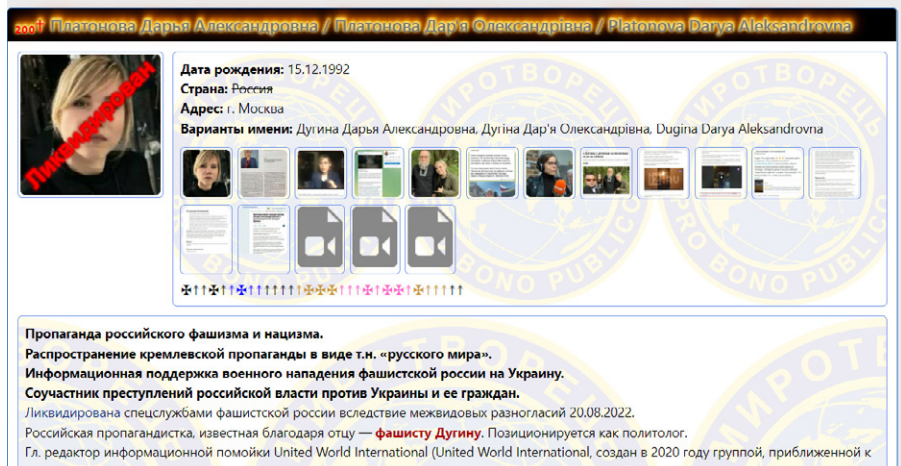 200† Платонова Дарья Александровна / Платонова Дар'я Олександрівна / Platonova Darya Aleksandrovna
Ликвидирован
Дата рождения: 15.12.1992
Страна: Россия
Адрес: г. Москва
Варианты имени: Дугина Дарья Александровна, Дугіна Дар'я Олександрівна, Dugina Darya Aleksandrovna
Пропаганда российского фашизма и нацизма.
Распространение кремлевской пропаганды в виде т.н. «русского мира».
Информационная поддержка военного нападения фашистской россии на Украину.
Соучастник преступлений российской власти против Украины и ее граждан.
Ликвидирована спецслужбами фашистской россии вследствие межвидовых разногласий 20.08.2022.
Российская пропагандистка, известная благодаря отцу — фашисту Дугину. Позиционируется как политолог.
Гл. редактор информационной помойки United World International (United World International, создан в 2020 году группой, приближенной к
МИРОТВОРЕЦЬ
PRO BONO PUBLICO